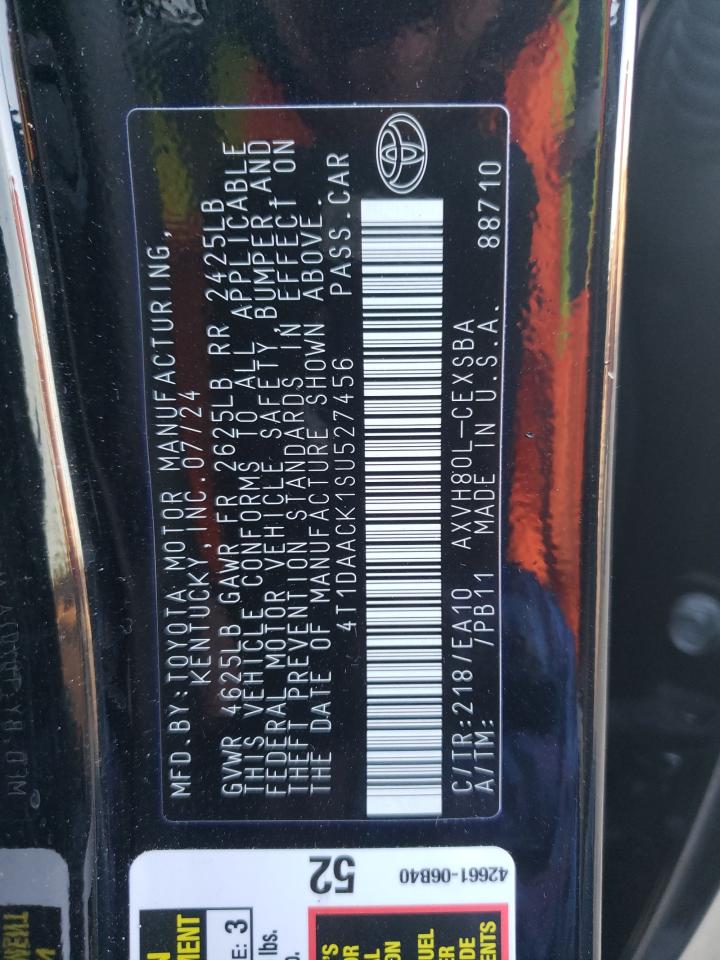 MFD.BY:TOYOTA MOTOR MANUFACTURING,
KENTUCKY,INC.07/24
GVWR 4625LB GAWR FR 2625LB RR 2425LB
THIS VEHICLE CONFORMS TO ALL APPLICABLE
FEDERAL MOTOR VEHICLE SAFETY,BUMPER,AND
THEFT PREVENTION STANDARDS IN EFFECT ON
THE DATE OF MANUFACTURE SHOWN ABOVE.
4T1DAACK1SU527456 PASS.CAR
C/TR:218/EA10 AXVH80L-CEXSBA
A/TM: /PB11 MADE IN U.S.A. 88710
52
42661-06B40
E: 3
lbs.